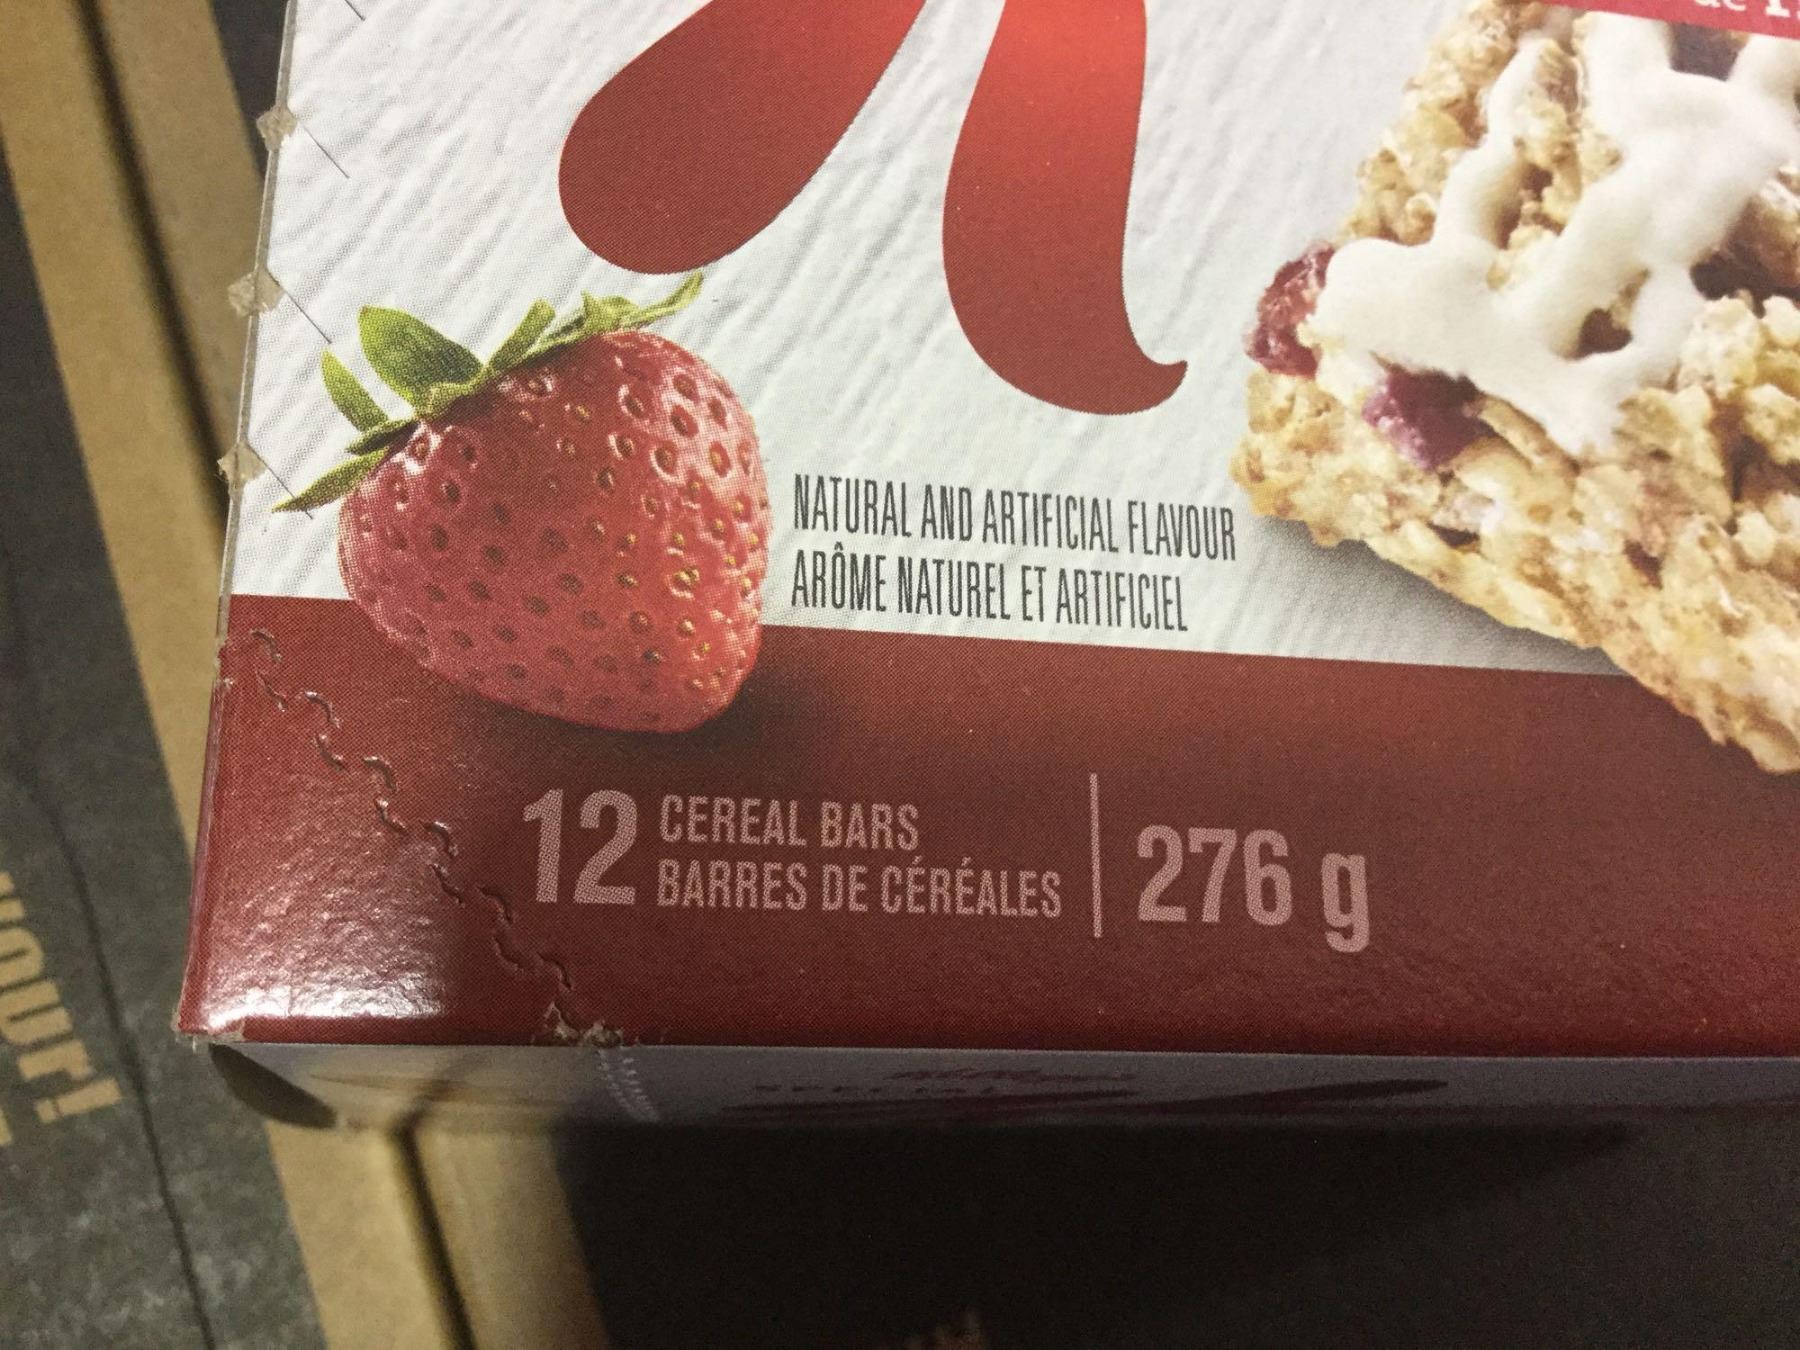 NATURAL AND ARTIFICIAL FLAVOUR
ARÔME NATUREL ET ARTIFICIEL
12 CEREAL BARS
BARRES DE CÉRÉALES
276 g